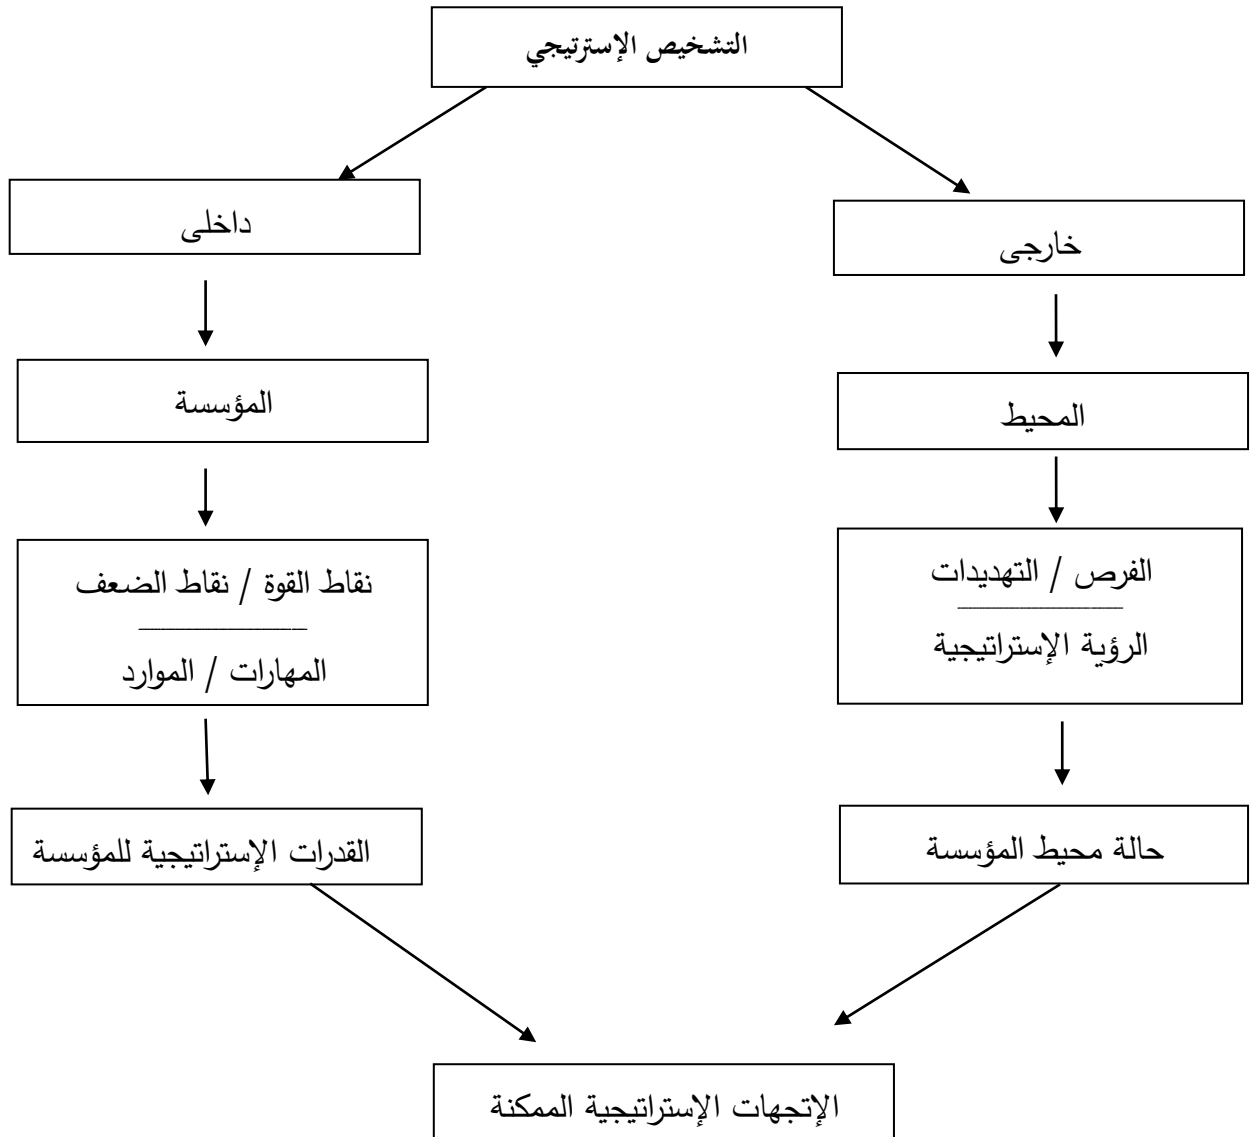 التشخيص الإسترتيجي
داخلى
خارجى
المؤسسة
المحيط
نقاط القوة / نقاط الضعف
المهارات / الموارد
الفرص / التهديدات
الرؤية الإستراتيجية
القدرات الإستراتيجية للمؤسسة
حالة محيط المؤسسة
الإتجهات الإستراتيجية الممكنة